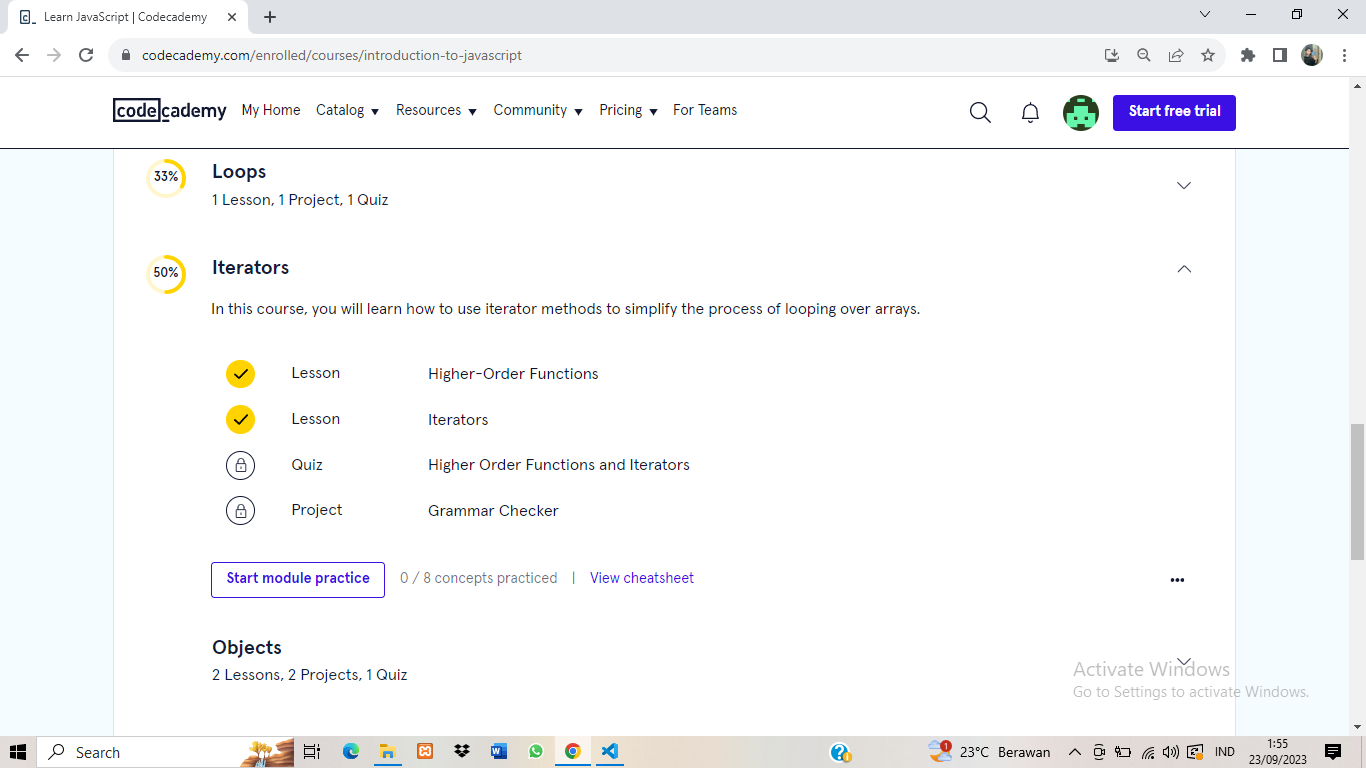 Learn JavaScript | Codecademy
codecademy.com/enrolled/courses/introduction-to-javascript
codecademy My Home Catalog Resources Community Pricing For Teams Start free trial
33% Loops
1 Lesson, 1 Project, 1 Quiz
50% Iterators
In this course, you will learn how to use iterator methods to simplify the process of looping over arrays.
Lesson Higher-Order Functions
Lesson Iterators
Quiz Higher Order Functions and Iterators
Project Grammar Checker
Start module practice 0 / 8 concepts practiced | View cheatsheet
Objects
2 Lessons, 2 Projects, 1 Quiz
Activate Windows
Go to Settings to activate Windows.
Search 1 23°C Berawan IND 1:55
23/09/2023